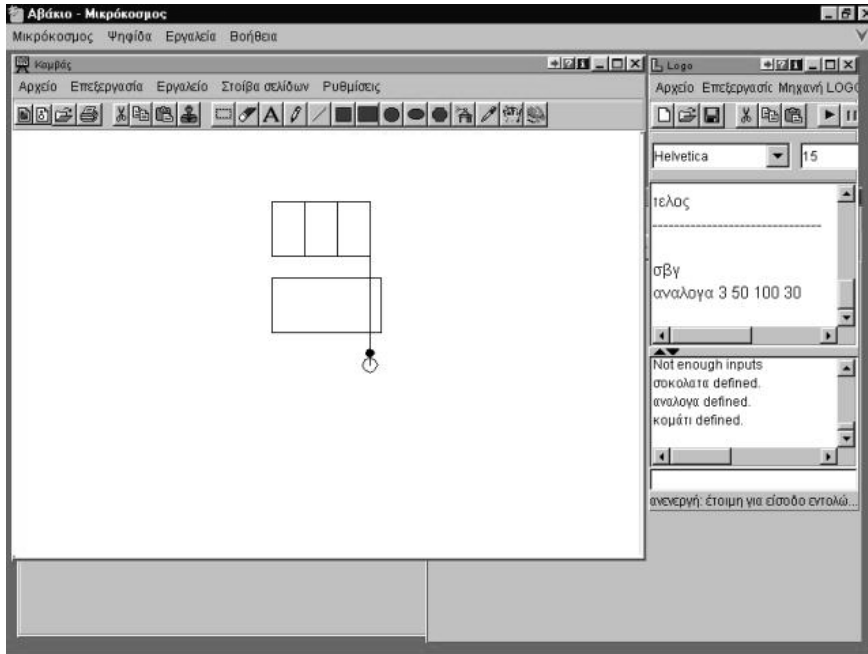 Αβάκιο - Μικρόκοσμος
Μικρόκοσμος Ψηφίδα Εργαλεία Βοήθεια
Καμβάς
Αρχείο Επεξεργασία Εργαλείο Στοίβα σελίδων Ρυθμίσεις
Logo
Αρχείο Επεξεργασίc Μηχανή LOGO
Helvetica 15
τελος
--------------------------------
σβγ
αναλογα 3 50 100 30
Not enough inputs
σοκολατα defined.
αναλογα defined.
κομάτι defined.
ανενεργή: έτοιμη για είσοδο εντολώ...